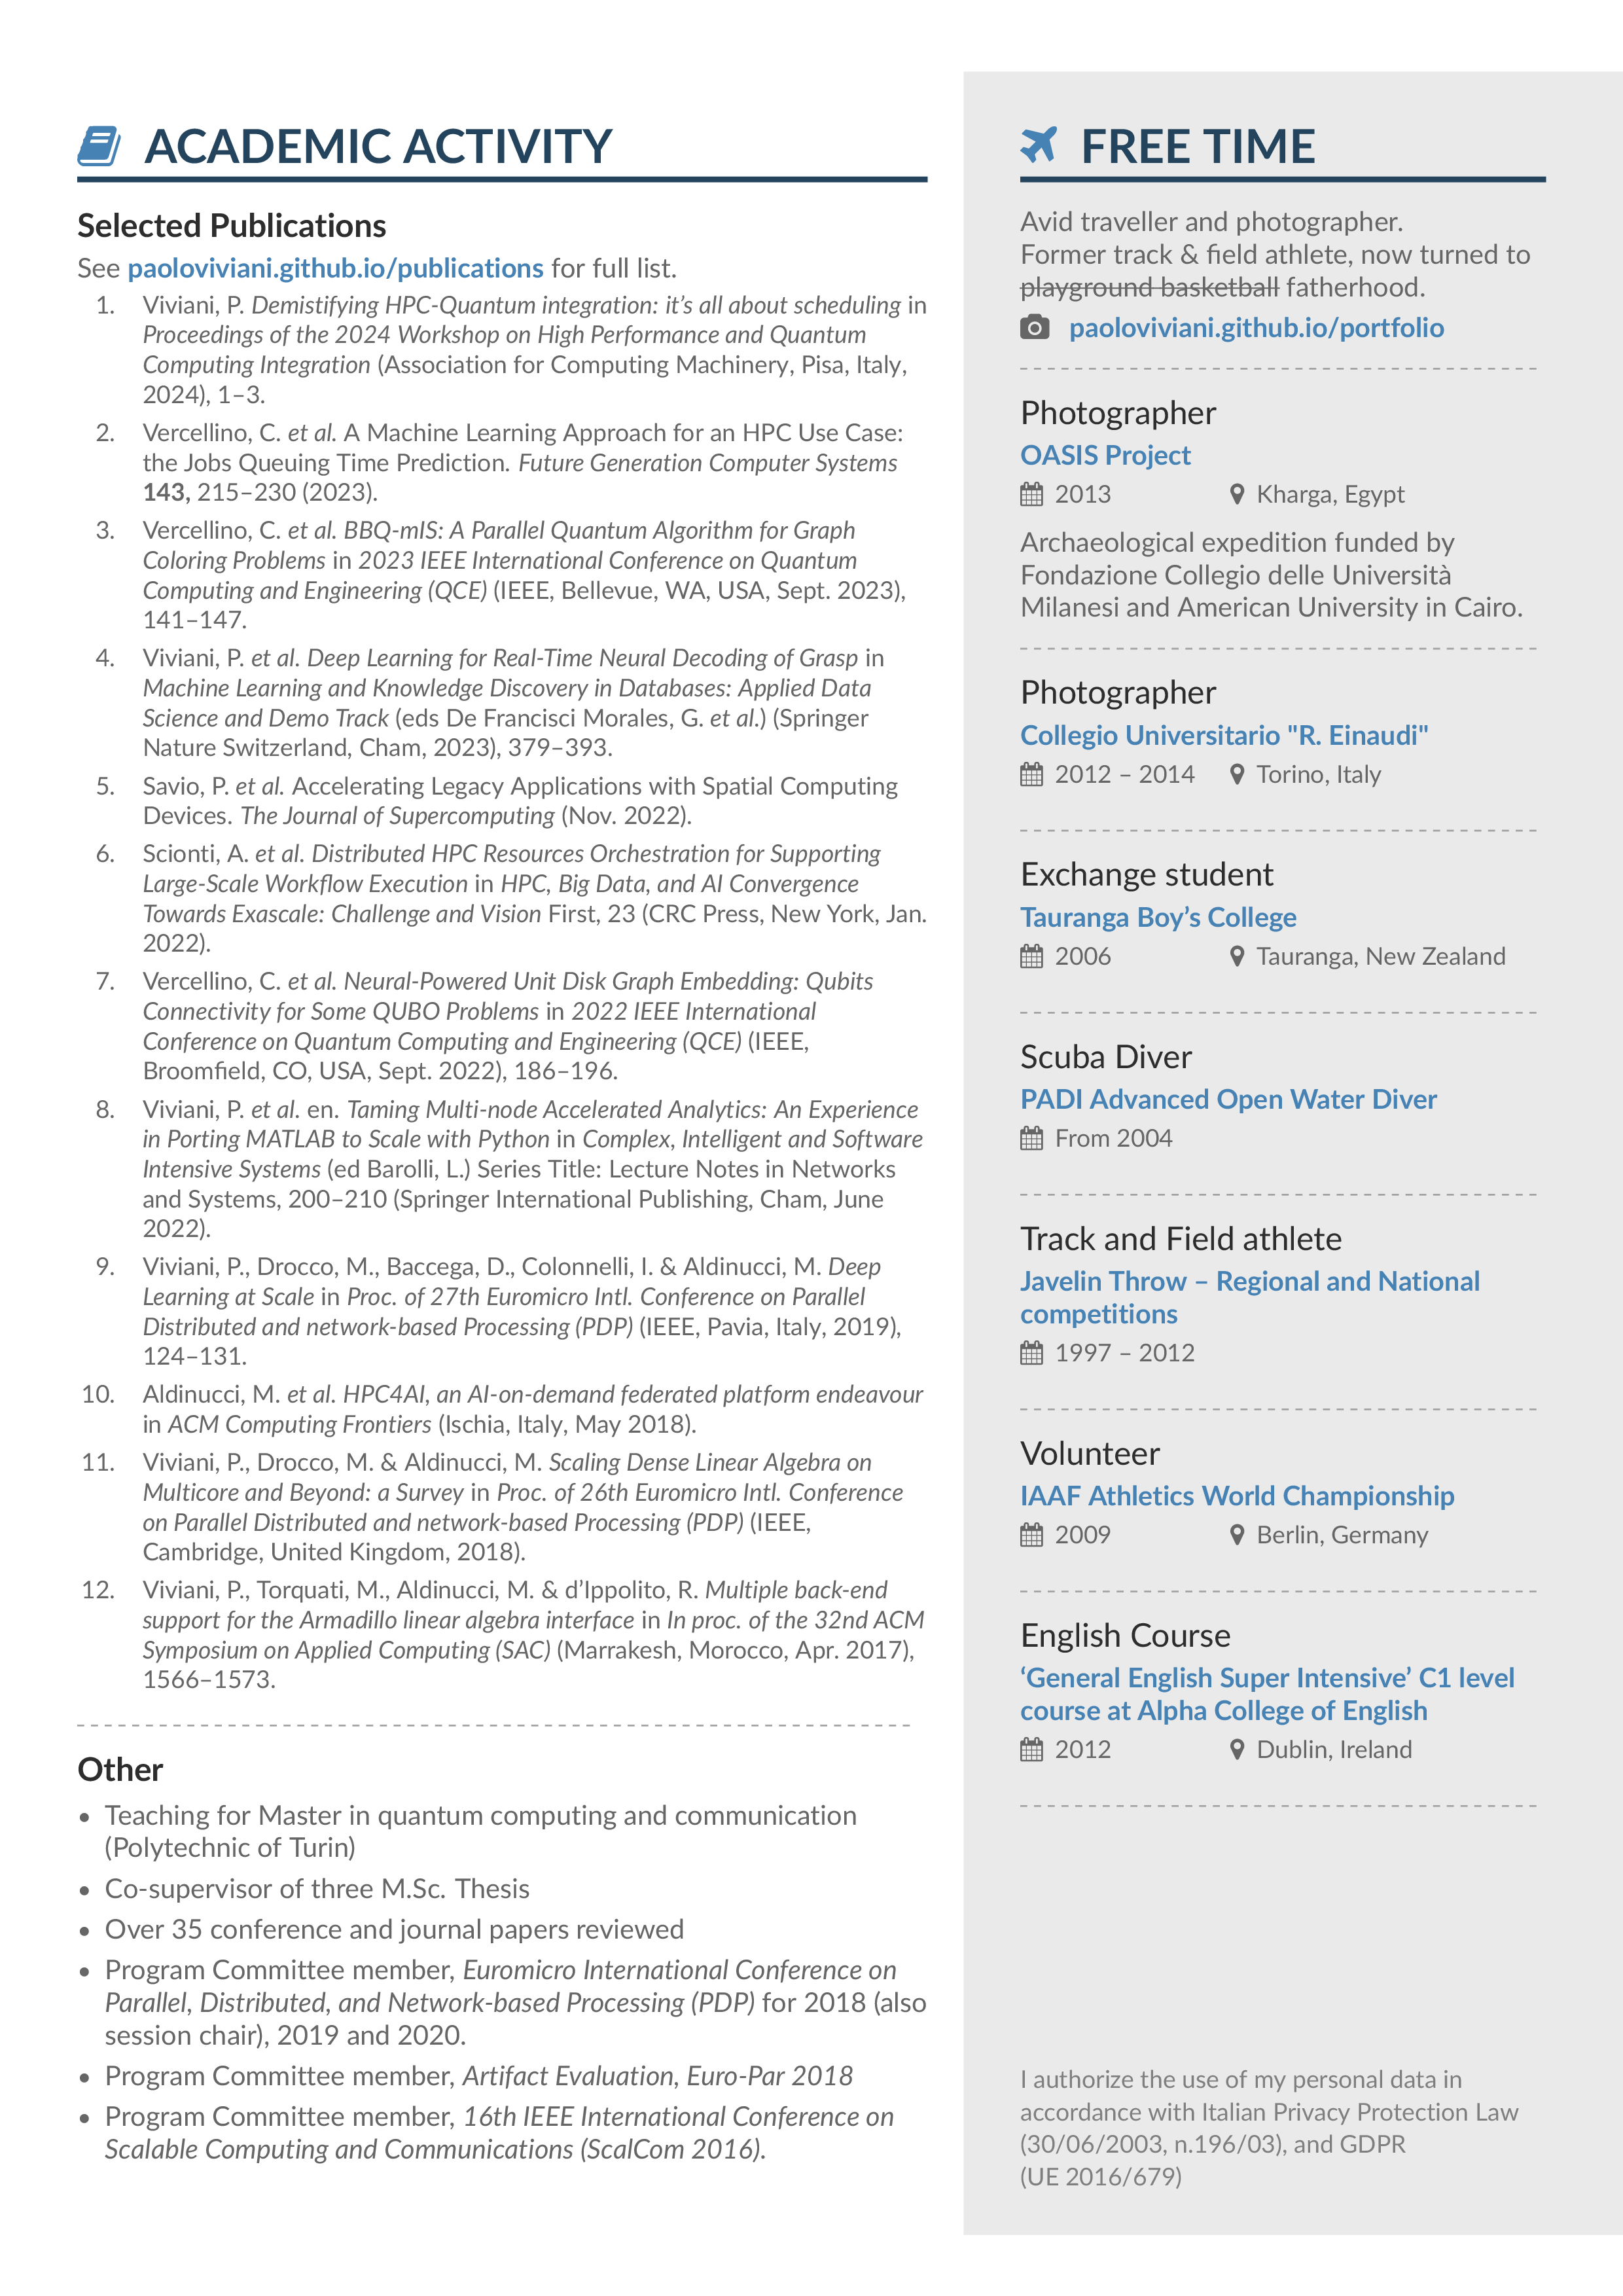 ACADEMIC ACTIVITY
Selected Publications
See paoloviviani.github.io/publications for full list.
1. Viviani, P. Demistifying HPC-Quantum integration: it's all about scheduling in
Proceedings of the 2024 Workshop on High Performance and Quantum
Computing Integration (Association for Computing Machinery, Pisa, Italy,
2024), 1–3.
2. Vercellino, C. et al. A Machine Learning Approach for an HPC Use Case:
the Jobs Queuing Time Prediction. Future Generation Computer Systems
143, 215–230 (2023).
3. Vercellino, C. et al. BBQ-mIS: A Parallel Quantum Algorithm for Graph
Coloring Problems in 2023 IEEE International Conference on Quantum
Computing and Engineering (QCE) (IEEE, Bellevue, WA, USA, Sept. 2023),
141–147.
4. Viviani, P. et al. Deep Learning for Real-Time Neural Decoding of Grasp in
Machine Learning and Knowledge Discovery in Databases: Applied Data
Science and Demo Track (eds De Francisci Morales, G. et al.) (Springer
Nature Switzerland, Cham, 2023), 379–393.
5. Savio, P. et al. Accelerating Legacy Applications with Spatial Computing
Devices. The Journal of Supercomputing (Nov. 2022).
6. Scionti, A. et al. Distributed HPC Resources Orchestration for Supporting
Large-Scale Workflow Execution in HPC, Big Data, and AI Convergence
Towards Exascale: Challenge and Vision First, 23 (CRC Press, New York, Jan.
2022).
7. Vercellino, C. et al. Neural-Powered Unit Disk Graph Embedding: Qubits
Connectivity for Some QUBO Problems in 2022 IEEE International
Conference on Quantum Computing and Engineering (QCE) (IEEE,
Broomfield, CO, USA, Sept. 2022), 186–196.
8. Viviani, P. et al. en. Taming Multi-node Accelerated Analytics: An Experience
in Porting MATLAB to Scale with Python in Complex, Intelligent and Software
Intensive Systems (ed Barolli, L.) Series Title: Lecture Notes in Networks
and Systems, 200–210 (Springer International Publishing, Cham, June
2022).
9. Viviani, P., Drocco, M., Baccega, D., Colonnelli, I. & Aldinucci, M. Deep
Learning at Scale in Proc. of 27th Euromicro Intl. Conference on Parallel
Distributed and network-based Processing (PDP) (IEEE, Pavia, Italy, 2019),
124–131.
10. Aldinucci, M. et al. HPC4AI, an AI-on-demand federated platform endeavour
in ACM Computing Frontiers (Ischia, Italy, May 2018).
11. Viviani, P., Drocco, M. & Aldinucci, M. Scaling Dense Linear Algebra on
Multicore and Beyond: a Survey in Proc. of 26th Euromicro Intl. Conference
on Parallel Distributed and network-based Processing (PDP) (IEEE,
Cambridge, United Kingdom, 2018).
12. Viviani, P., Torquati, M., Aldinucci, M. & d'Ippolito, R. Multiple back-end
support for the Armadillo linear algebra interface in In proc. of the 32nd ACM
Symposium on Applied Computing (SAC) (Marrakesh, Morocco, Apr. 2017),
1566–1573.
Other
• Teaching for Master in quantum computing and communication
(Polytechnic of Turin)
• Co-supervisor of three M.Sc. Thesis
• Over 35 conference and journal papers reviewed
• Program Committee member, Euromicro International Conference on
Parallel, Distributed, and Network-based Processing (PDP) for 2018 (also
session chair), 2019 and 2020.
• Program Committee member, Artifact Evaluation, Euro-Par 2018
• Program Committee member, 16th IEEE International Conference on
Scalable Computing and Communications (ScalCom 2016).
FREE TIME
Avid traveller and photographer.
Former track & field athlete, now turned to
playground basketball fatherhood.
paoloviviani.github.io/portfolio
Photographer
OASIS Project
2013 Kharga, Egypt
Archaeological expedition funded by
Fondazione Collegio delle Università
Milanesi and American University in Cairo.
Photographer
Collegio Universitario "R. Einaudi"
2012 – 2014 Torino, Italy
Exchange student
Tauranga Boy's College
2006 Tauranga, New Zealand
Scuba Diver
PADI Advanced Open Water Diver
From 2004
Track and Field athlete
Javelin Throw – Regional and National
competitions
1997 – 2012
Volunteer
IAAF Athletics World Championship
2009 Berlin, Germany
English Course
'General English Super Intensive' C1 level
course at Alpha College of English
2012 Dublin, Ireland
I authorize the use of my personal data in
accordance with Italian Privacy Protection Law
(30/06/2003, n.196/03), and GDPR
(UE 2016/679)